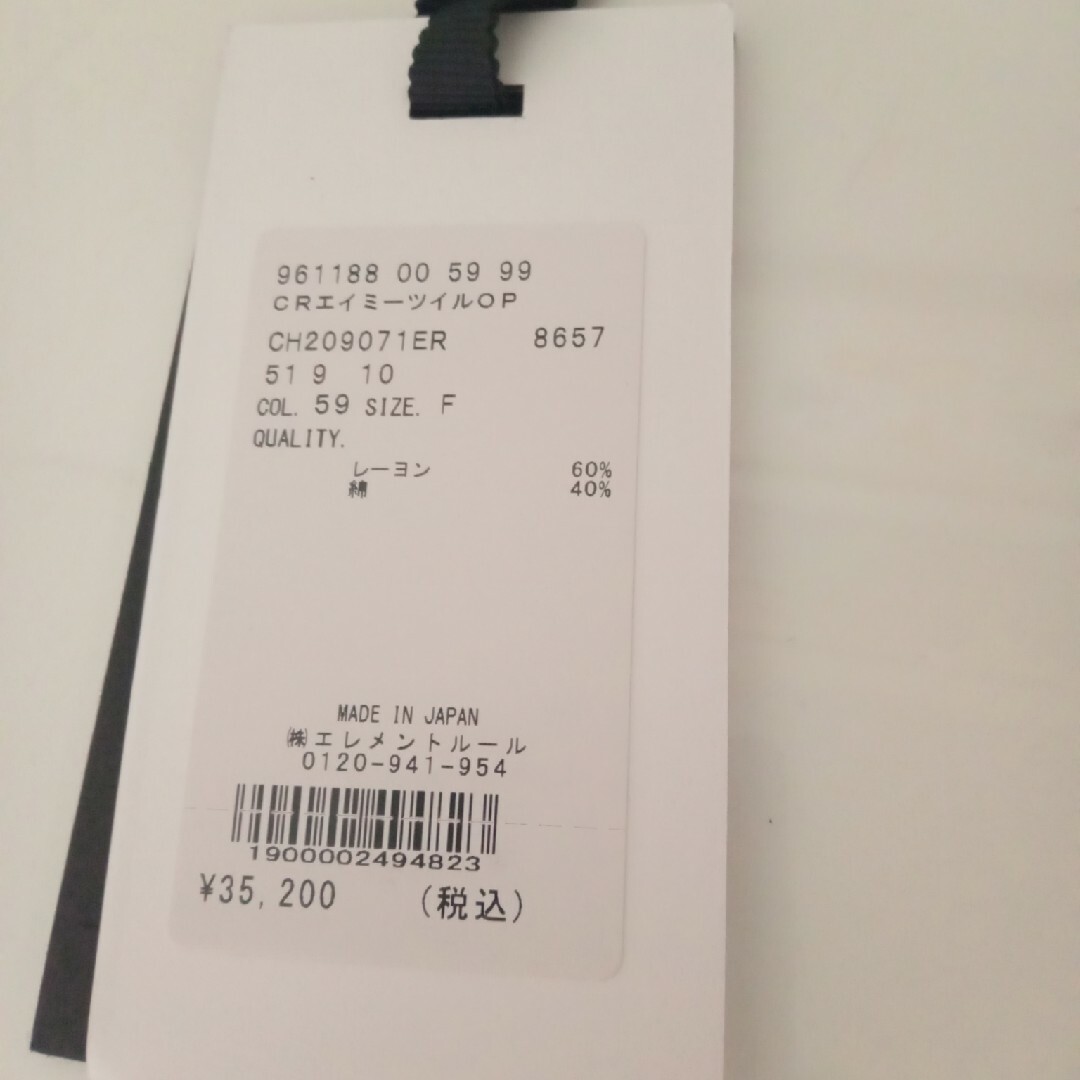 961188 00 59 99
CRエイミーツイルOP
CH209071ER 8657
51 9 10
COL. 59 SIZE. F
QUALITY.
レーヨン 60%
綿 40%
MADE IN JAPAN
㈱エレメントルール
0120-941-954
1900002494823
¥35,200 (税込)